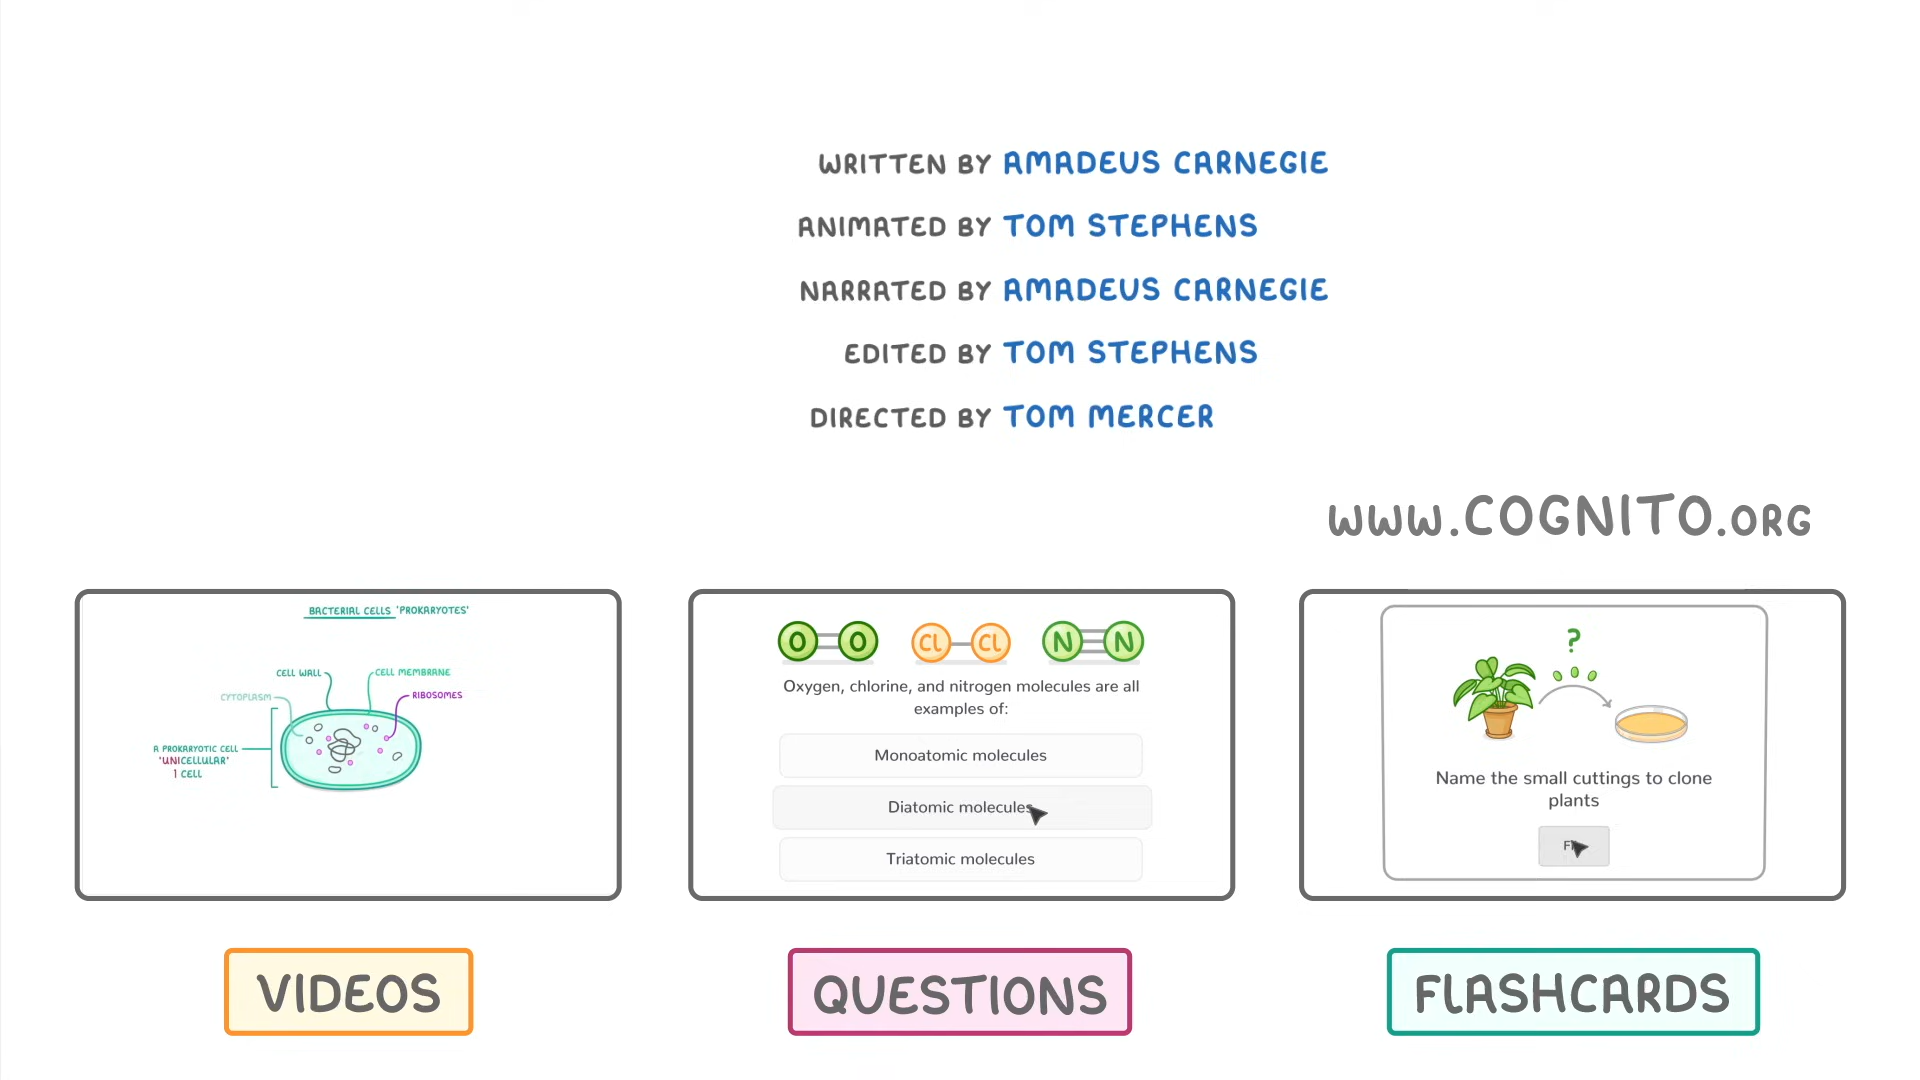 WRITTEN BY AMADEUS CARNEGIE
ANIMATED BY TOM STEPHENS
NARRATED BY AMADEUS CARNEGIE
EDITED BY TOM STEPHENS
DIRECTED BY TOM MERCER
www.COGNITO.ORG
BACTERIAL CELLS 'PROKARYOTES'
CELL WALL
CELL MEMBRANE
CYTOPLASM
RIBOSOMES
A PROKARYOTIC CELL
'UNICELLULAR'
1 CELL
O O Cl Cl N N
Oxygen, chlorine, and nitrogen molecules are all
examples of:
Monoatomic molecules
Diatomic molecules
Triatomic molecules
?
Name the small cuttings to clone
plants
VIDEOS
QUESTIONS
FLASHCARDS